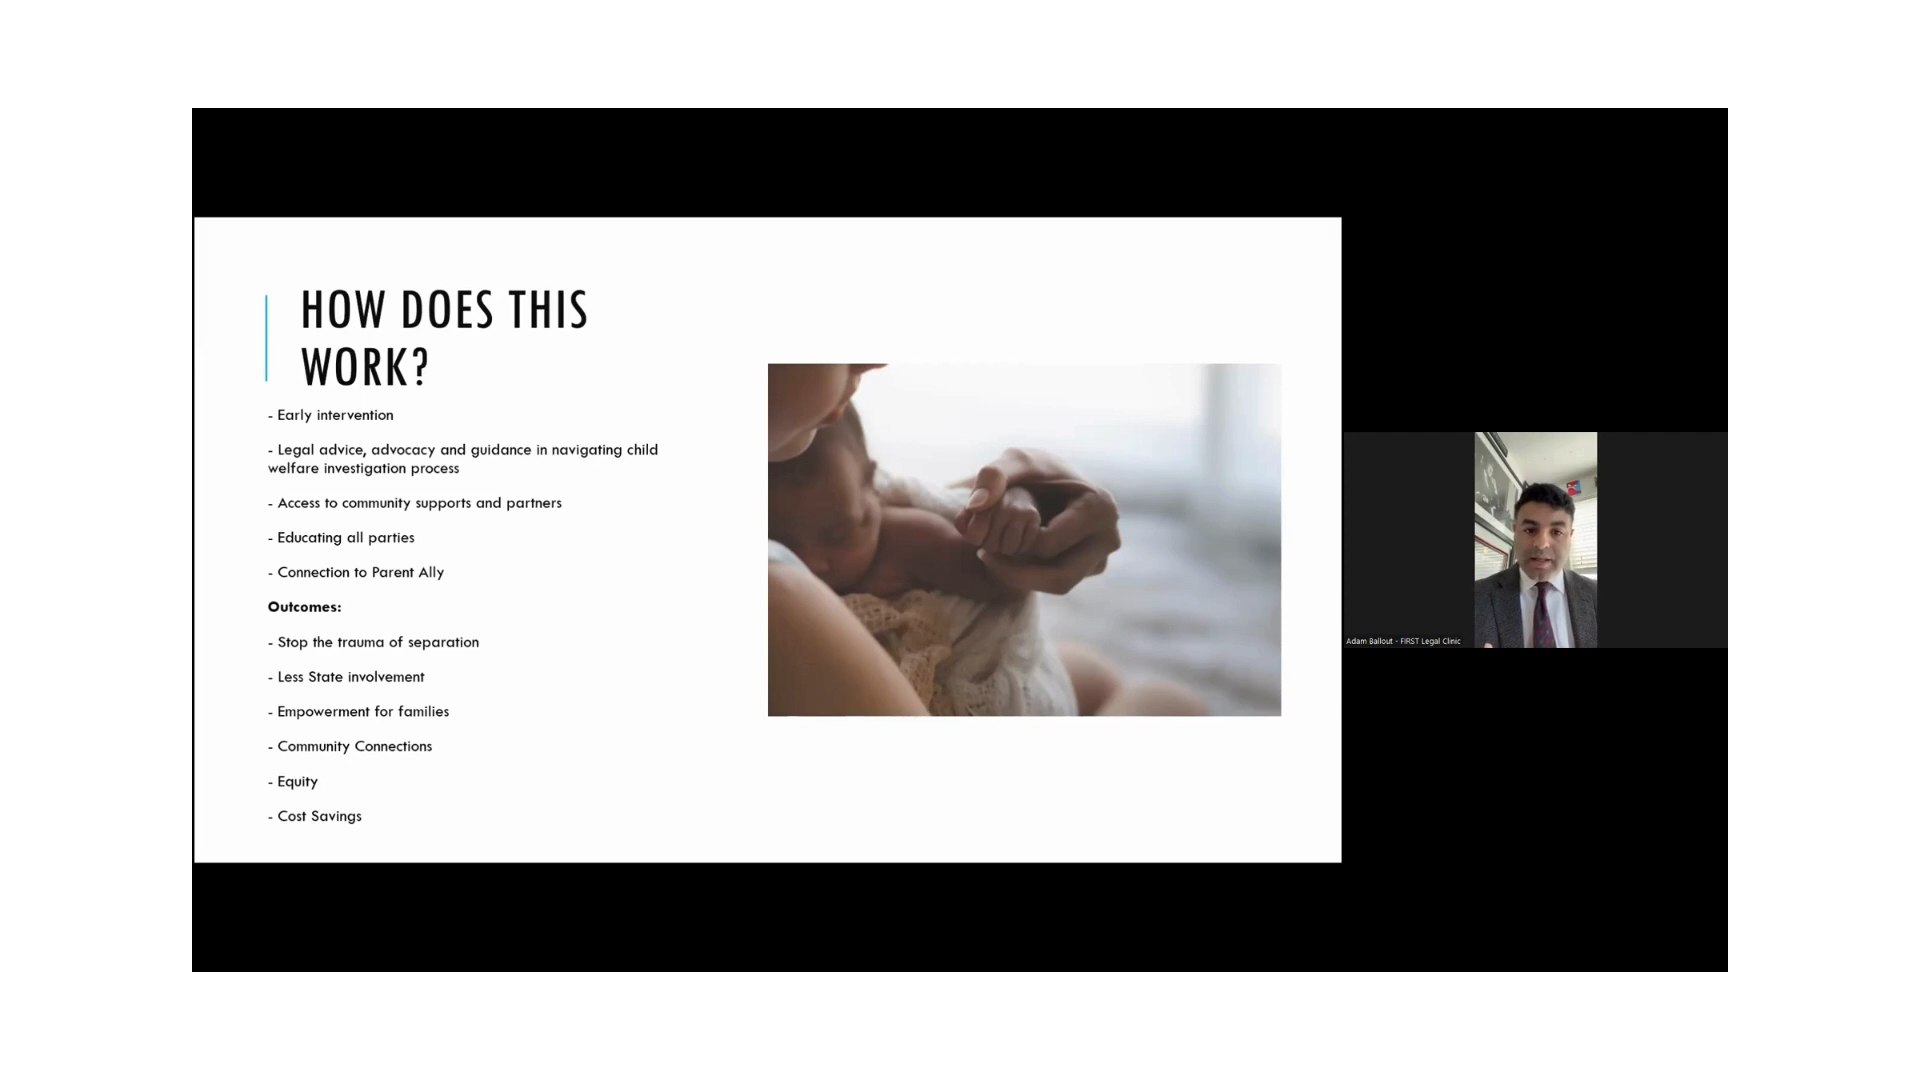 HOW DOES THIS
WORK?
- Early intervention
- Legal advice, advocacy and guidance in navigating child
welfare investigation process
- Access to community supports and partners
- Educating all parties
- Connection to Parent Ally
Outcomes:
- Stop the trauma of separation
- Less State involvement
- Empowerment for families
- Community Connections
- Equity
- Cost Savings
Adam Ballout - FIRST Legal Clinic